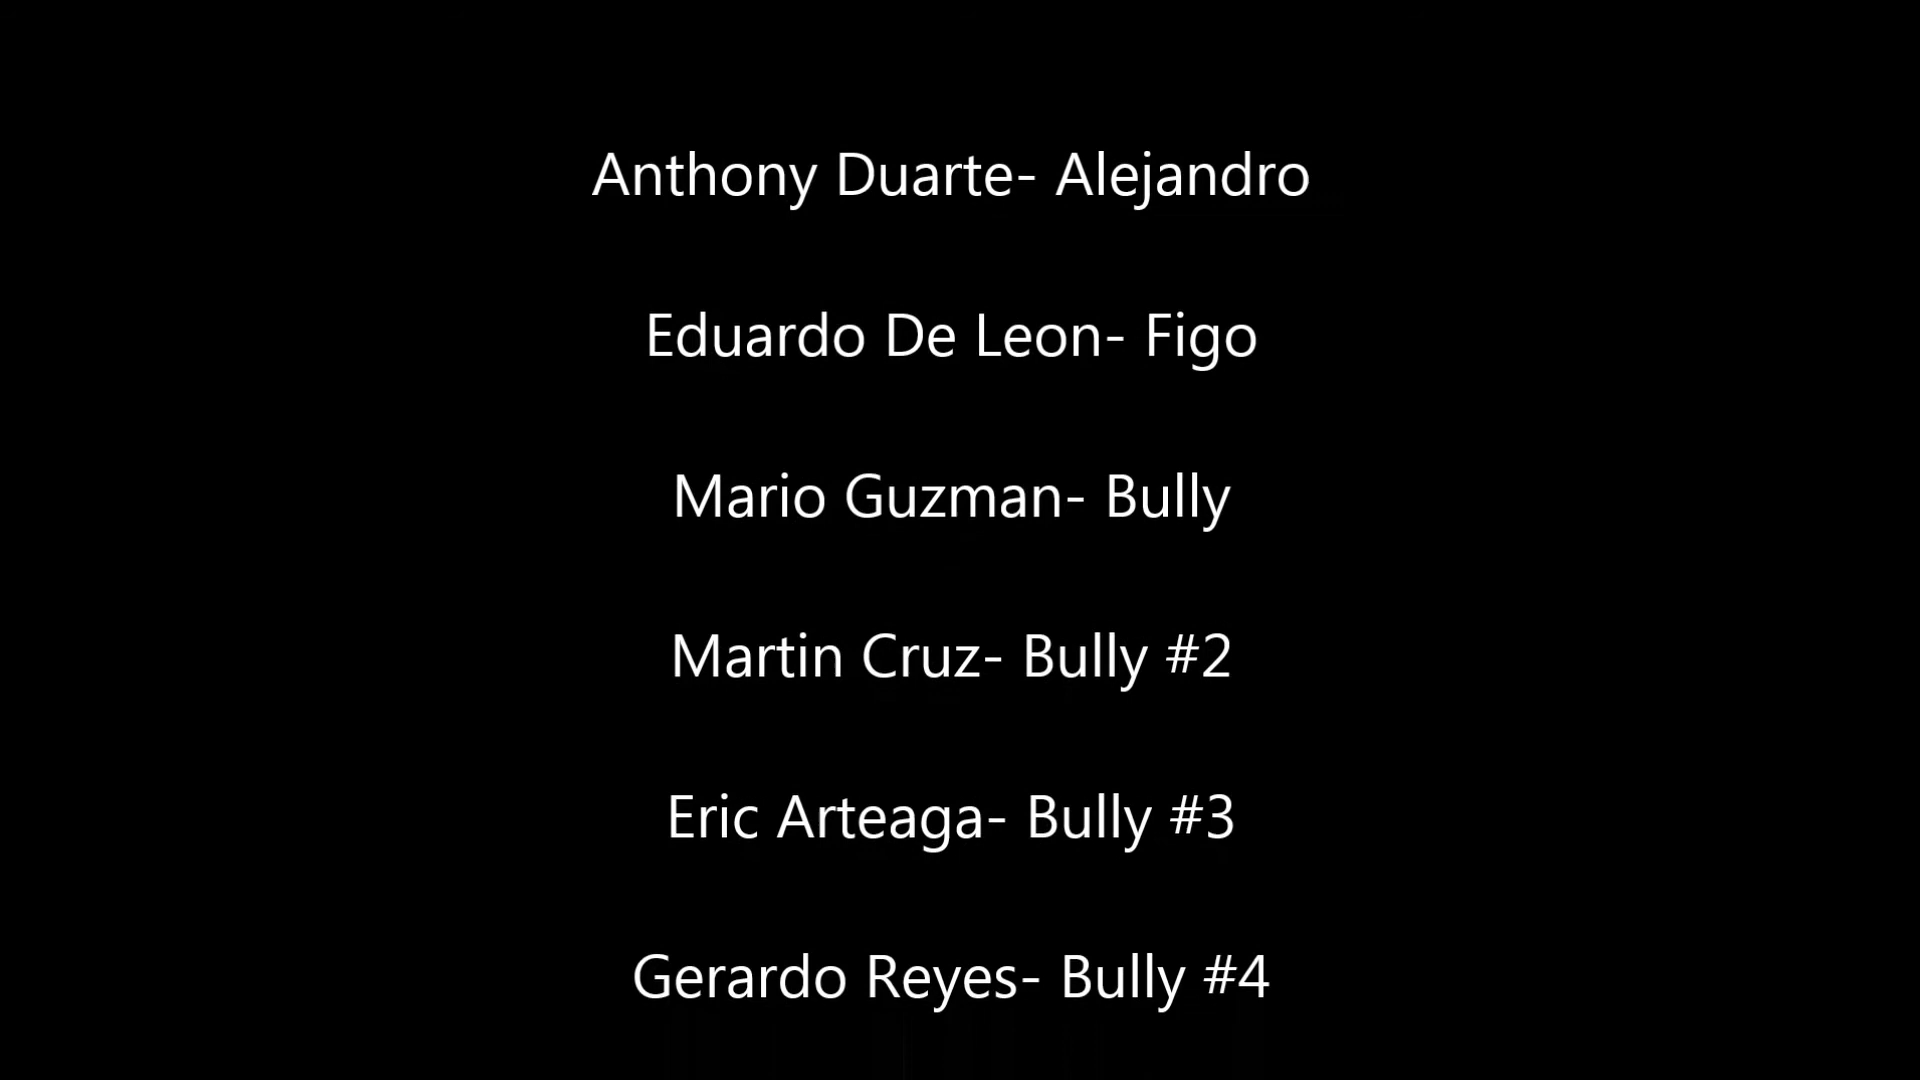 Anthony Duarte- Alejandro
Eduardo De Leon- Figo
Mario Guzman- Bully
Martin Cruz- Bully #2
Eric Arteaga- Bully #3
Gerardo Reyes- Bully #4